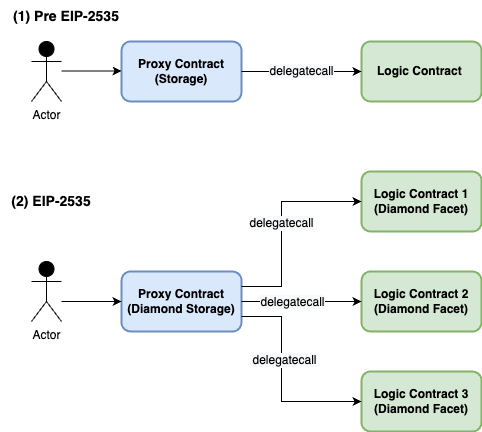 (1) Pre EIP-2535
Proxy Contract
(Storage)
delegatecall
Logic Contract
Actor
(2) EIP-2535
Logic Contract 1
(Diamond Facet)
delegatecall
Proxy Contract
(Diamond Storage)
delegatecall
Logic Contract 2
(Diamond Facet)
Actor
delegatecall
Logic Contract 3
(Diamond Facet)